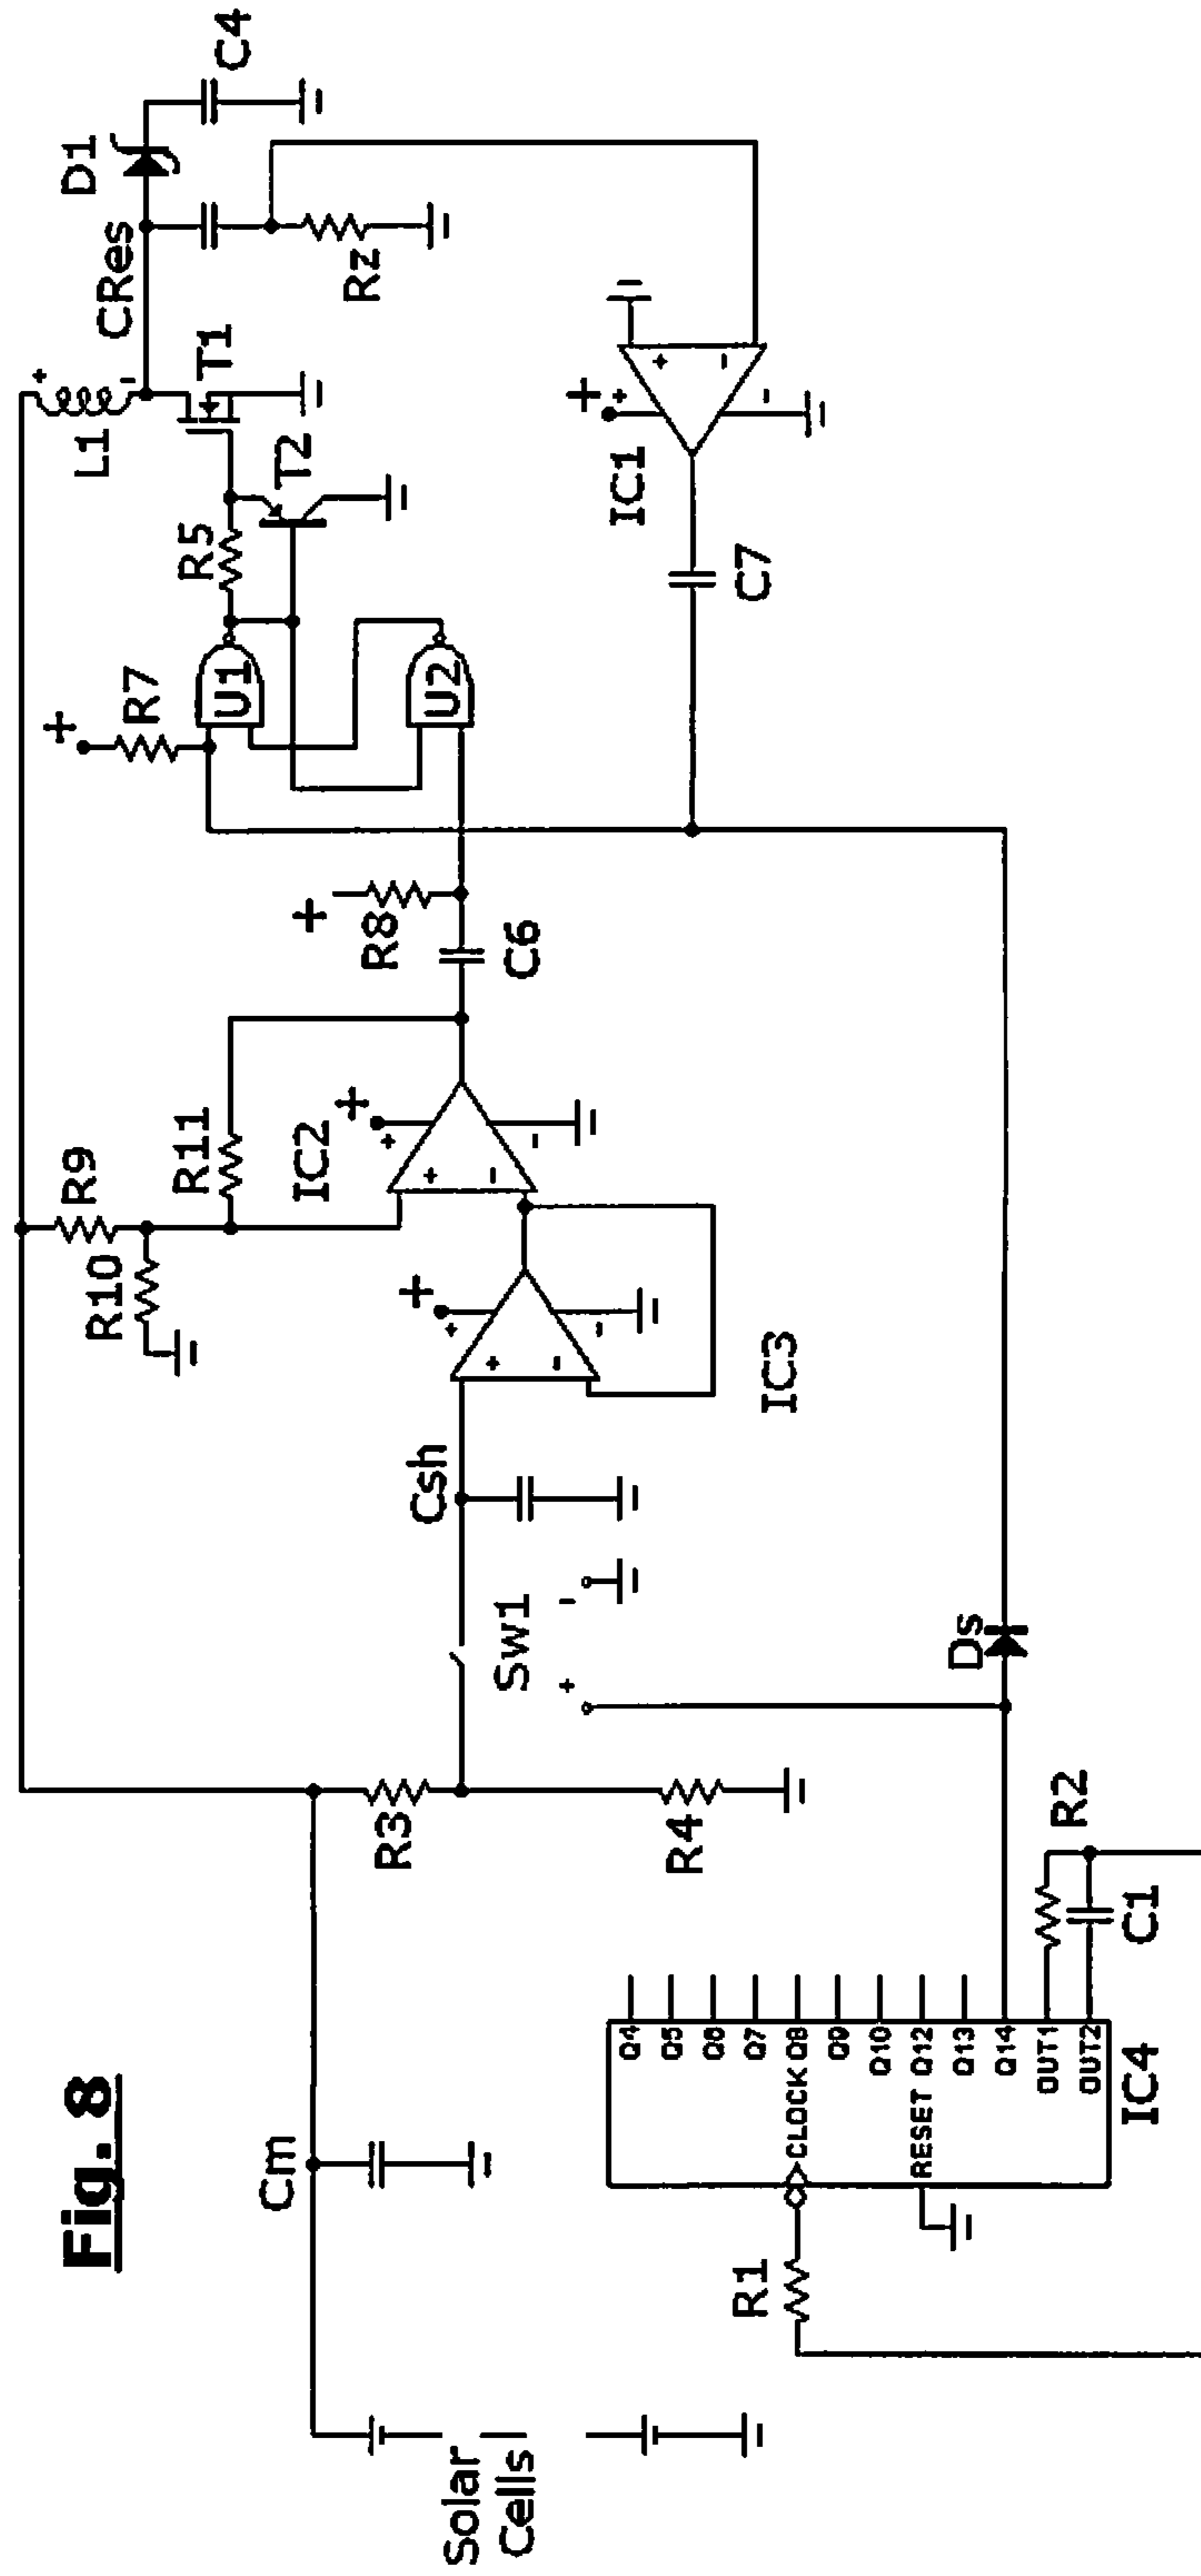 Fig. 8
Solar
Cells
Cm
R1
CLOCK
RESET
Q4
Q5
Q6
Q7
Q8
Q9
Q10
Q12
Q13
Q14
OUT1
OUT2
IC4
C1
R2
R3
R4
Sw1
+
-
Ds
Csh
IC3
+
+
-
+
-
R10
R9
R11
IC2
+
+
-
+
-
C6
R8
+
R7
+
U1
U2
R5
T2
T1
L1
+
-
CRes
D1
C4
Rz
IC1
+
+
-
+
-
C7